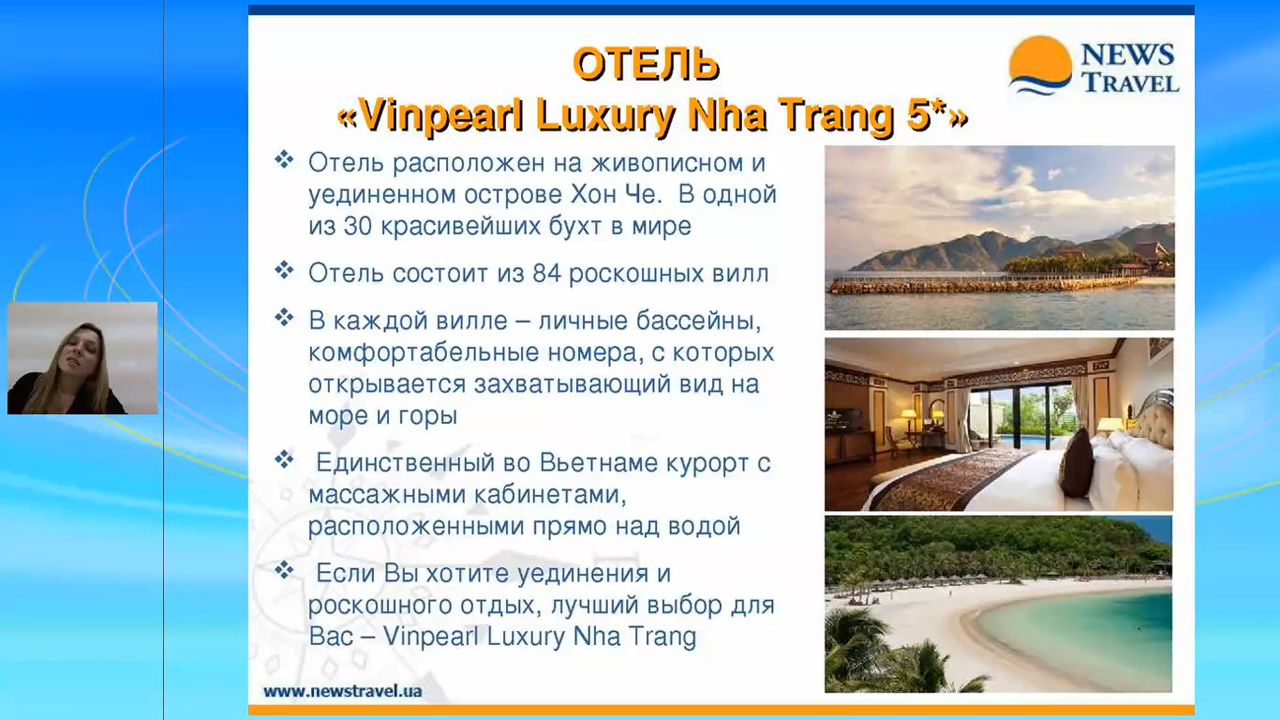 ОТЕЛЬ
«Vinpearl Luxury Nha Trang 5*»
NEWS
TRAVEL
Отель расположен на живописном и
уединенном острове Хон Че. В одной
из 30 красивейших бухт в мире
Отель состоит из 84 роскошных вилл
В каждой вилле – личные бассейны,
комфортабельные номера, с которых
открывается захватывающий вид на
море и горы
Единственный во Вьетнаме курорт с
массажными кабинетами,
расположенными прямо над водой
Если Вы хотите уединения и
роскошного отдых, лучший выбор для
Вас – Vinpearl Luxury Nha Trang
www.newstravel.ua